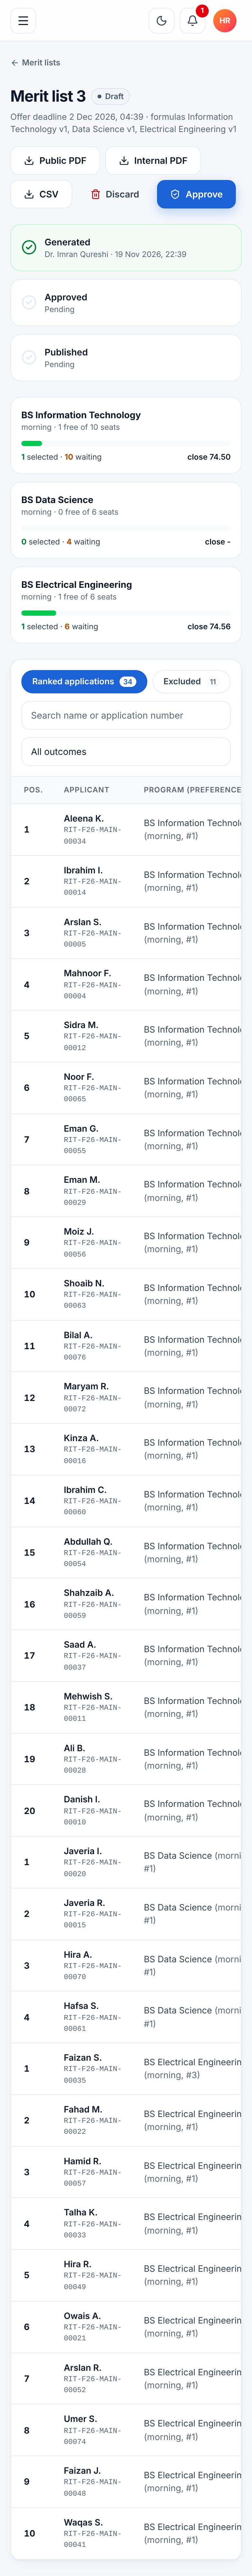 1
HR
Merit lists
Merit list 3
Draft
Offer deadline 2 Dec 2026, 04:39 · formulas Information
Technology v1, Data Science v1, Electrical Engineering v1
Public PDF
Internal PDF
CSV
Discard
Approve
Generated
Dr. Imran Qureshi · 19 Nov 2026, 22:39
Approved
Pending
Published
Pending
BS Information Technology
morning · 1 free of 10 seats
1 selected · 10 waiting
close 74.50
BS Data Science
morning · 0 free of 6 seats
0 selected · 4 waiting
close -
BS Electrical Engineering
morning · 1 free of 6 seats
1 selected · 6 waiting
close 74.56
Ranked applications 34
Excluded 11
Search name or application number
All outcomes
POS. APPLICANT PROGRAM (PREFERENCE
1 Aleena K. RIT-F26-MAIN-00034 BS Information Technol (morning, #1)
2 Ibrahim I. RIT-F26-MAIN-00014 BS Information Technol (morning, #1)
3 Arslan S. RIT-F26-MAIN-00005 BS Information Technol (morning, #1)
4 Mahnoor F. RIT-F26-MAIN-00004 BS Information Technol (morning, #1)
5 Sidra M. RIT-F26-MAIN-00012 BS Information Technol (morning, #1)
6 Noor F. RIT-F26-MAIN-00065 BS Information Technol (morning, #1)
7 Eman G. RIT-F26-MAIN-00055 BS Information Technol (morning, #1)
8 Eman M. RIT-F26-MAIN-00029 BS Information Technol (morning, #1)
9 Moiz J. RIT-F26-MAIN-00056 BS Information Technol (morning, #1)
10 Shoaib N. RIT-F26-MAIN-00063 BS Information Technol (morning, #1)
11 Bilal A. RIT-F26-MAIN-00076 BS Information Technol (morning, #1)
12 Maryam R. RIT-F26-MAIN-00072 BS Information Technol (morning, #1)
13 Kinza A. RIT-F26-MAIN-00016 BS Information Technol (morning, #1)
14 Ibrahim C. RIT-F26-MAIN-00060 BS Information Technol (morning, #1)
15 Abdullah Q. RIT-F26-MAIN-00054 BS Information Technol (morning, #1)
16 Shahzaib A. RIT-F26-MAIN-00059 BS Information Technol (morning, #1)
17 Saad A. RIT-F26-MAIN-00037 BS Information Technol (morning, #1)
18 Mehwish S. RIT-F26-MAIN-00011 BS Information Technol (morning, #1)
19 Ali B. RIT-F26-MAIN-00028 BS Information Technol (morning, #1)
20 Danish I. RIT-F26-MAIN-00010 BS Information Technol (morning, #1)
1 Javeria I. RIT-F26-MAIN-00020 BS Data Science (morni #1)
2 Javeria R. RIT-F26-MAIN-00015 BS Data Science (morni #1)
3 Hira A. RIT-F26-MAIN-00070 BS Data Science (morni #1)
4 Hafsa S. RIT-F26-MAIN-00061 BS Data Science (morni #1)
1 Faizan S. RIT-F26-MAIN-00035 BS Electrical Engineerin (morning, #3)
2 Fahad M. RIT-F26-MAIN-00022 BS Electrical Engineerin (morning, #1)
3 Hamid R. RIT-F26-MAIN-00057 BS Electrical Engineerin (morning, #1)
4 Talha K. RIT-F26-MAIN-00033 BS Electrical Engineerin (morning, #1)
5 Hira R. RIT-F26-MAIN-00049 BS Electrical Engineerin (morning, #1)
6 Owais A. RIT-F26-MAIN-00021 BS Electrical Engineerin (morning, #1)
7 Arslan R. RIT-F26-MAIN-00052 BS Electrical Engineerin (morning, #1)
8 Umer S. RIT-F26-MAIN-00074 BS Electrical Engineerin (morning, #1)
9 Faizan J. RIT-F26-MAIN-00048 BS Electrical Engineerin (morning, #1)
10 Waqas S. RIT-F26-MAIN-00041 BS Electrical Engineerin (morning, #1)